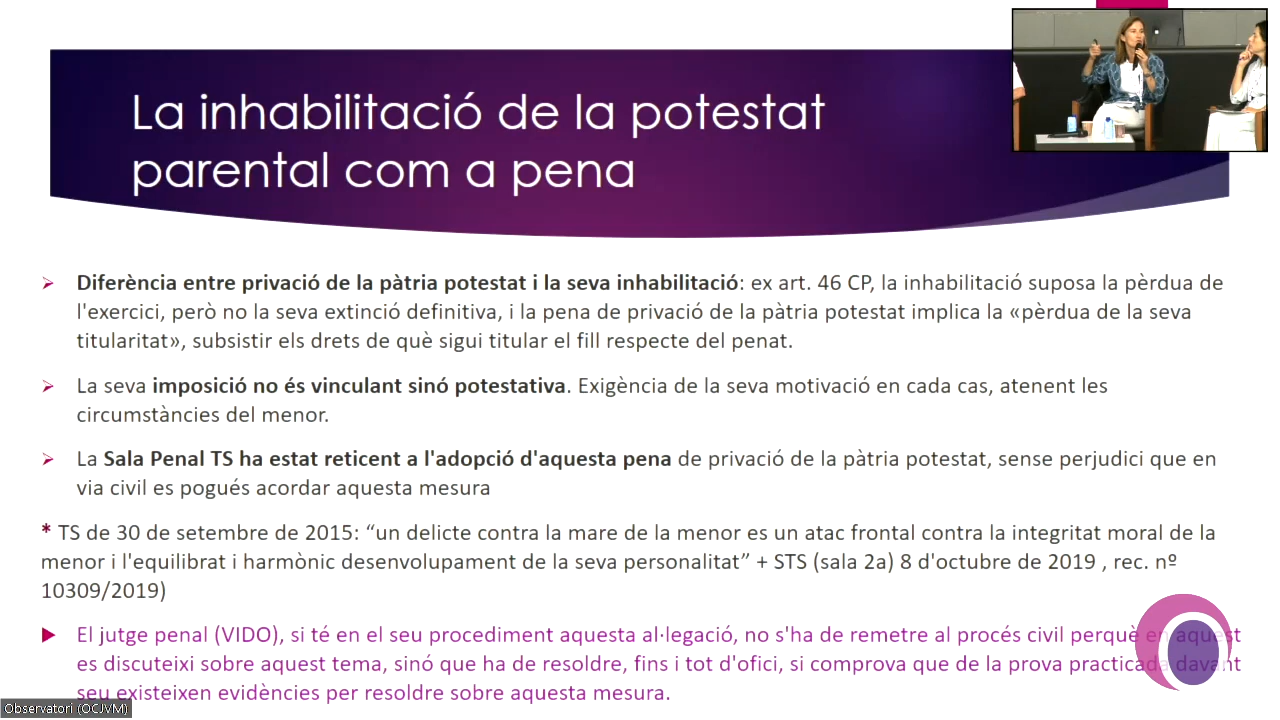 La inhabilitació de la potestat
parental com a pena
Diferència entre privació de la pàtria potestat i la seva inhabilitació: ex art. 46 CP, la inhabilitació suposa la pèrdua de
l'exercici, però no la seva extinció definitiva, i la pena de privació de la pàtria potestat implica la «pèrdua de la seva
titularitat», subsistir els drets de què sigui titular el fill respecte del penat.
La seva imposició no és vinculant sinó potestativa. Exigència de la seva motivació en cada cas, atenent les
circumstàncies del menor.
La Sala Penal TS ha estat reticent a l'adopció d'aquesta pena de privació de la pàtria potestat, sense perjudici que en
via civil es pogués acordar aquesta mesura
* TS de 30 de setembre de 2015: “un delicte contra la mare de la menor es un atac frontal contra la integritat moral de la
menor i l'equilibrat i harmònic desenvolupament de la seva personalitat” + STS (sala 2a) 8 d'octubre de 2019 , rec. nº
10309/2019)
El jutge penal (VIDO), si té en el seu procediment aquesta al·legació, no s'ha de remetre al procés civil perquè en aquest
es discuteixi sobre aquest tema, sinó que ha de resoldre, fins i tot d'ofici, si comprova que de la prova practicada davant
seu existeixen evidències per resoldre sobre aquesta mesura.
Observatori (OCJVM)